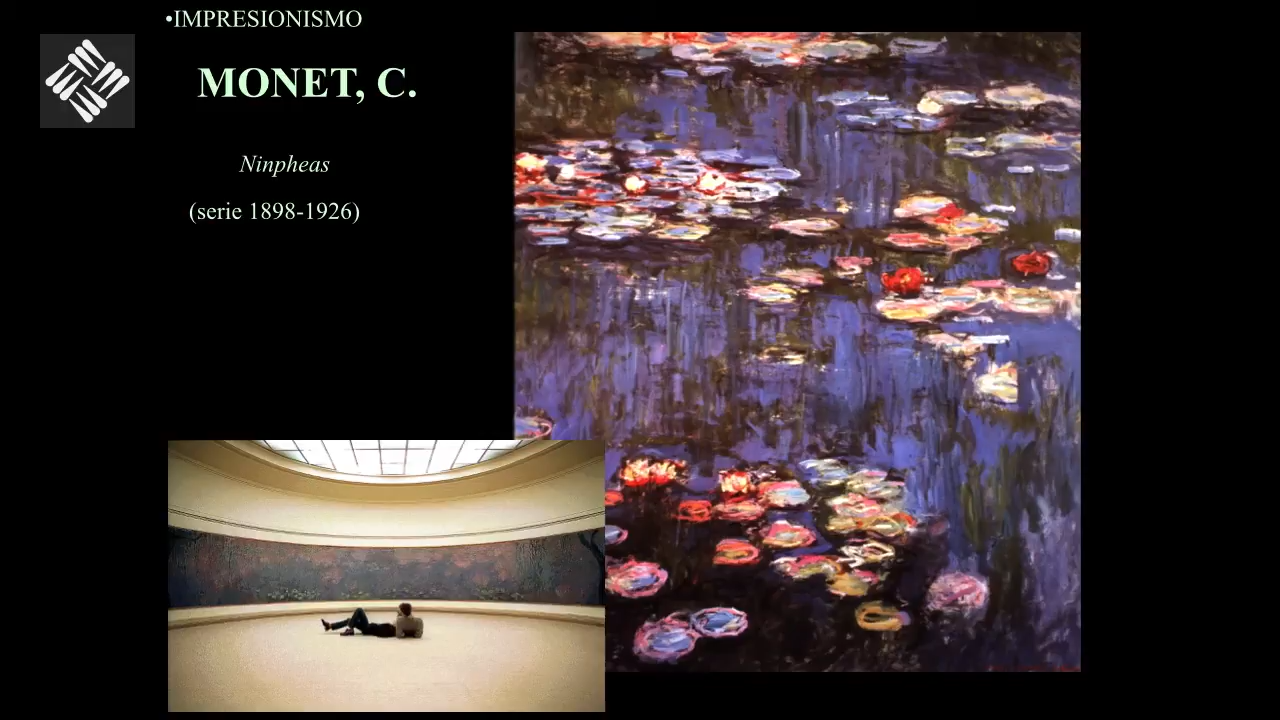 •IMPRESIONISMO
MONET, C.
Ninpheas
(serie 1898-1926)